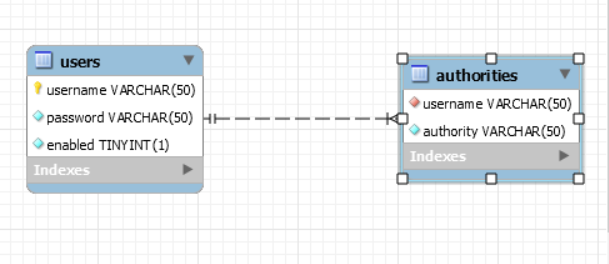 users
username VARCHAR(50)
password VARCHAR(50)
enabled TINYINT(1)
Indexes
authorities
username VARCHAR(50)
authority VARCHAR(50)
Indexes